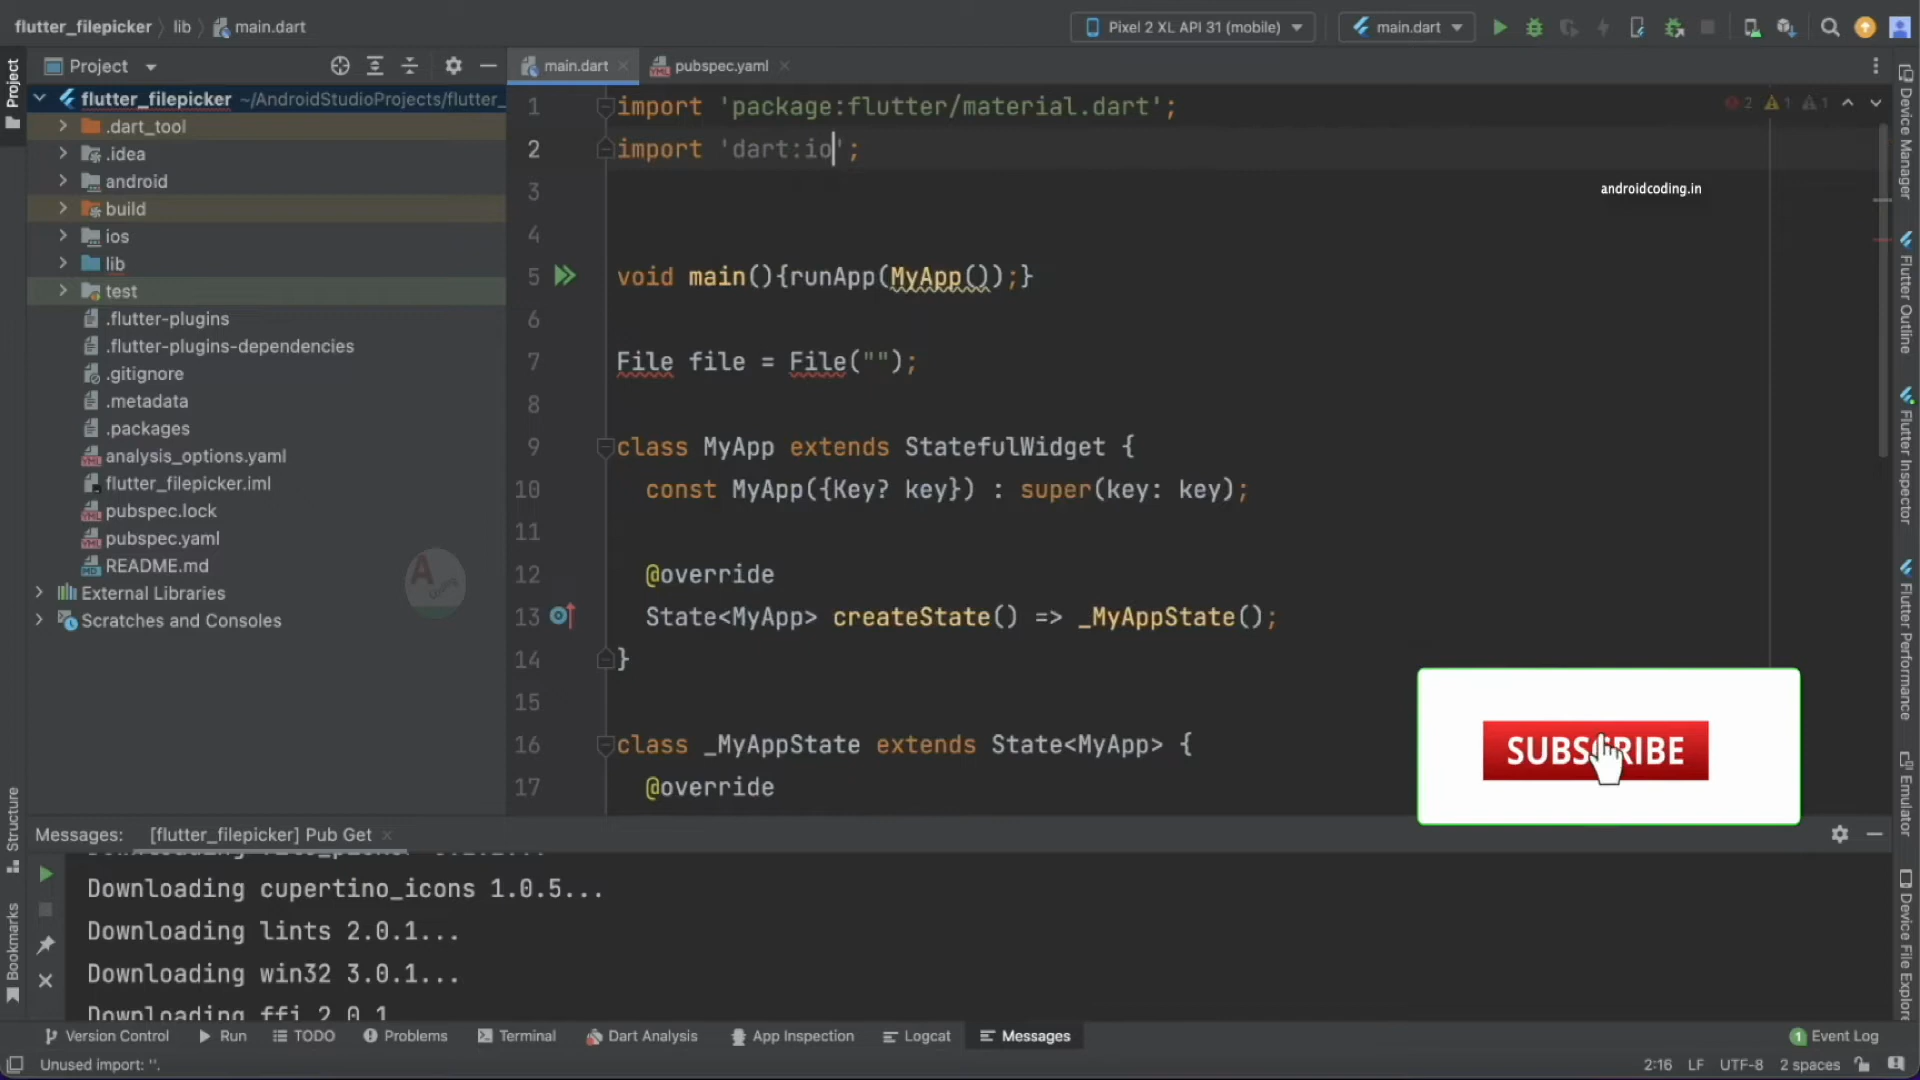 flutter_filepicker
lib
main.dart
Pixel 2 XL API 31 (mobile)
main.dart
Project
main.dart
pubspec.yaml
Project
flutter_filepicker ~/AndroidStudioProjects/flutter_
.dart_tool
.idea
android
build
ios
lib
test
.flutter-plugins
.flutter-plugins-dependencies
.gitignore
.metadata
.packages
analysis_options.yaml
flutter_filepicker.iml
pubspec.lock
pubspec.yaml
README.md
External Libraries
Scratches and Consoles
2 1 1
1 import 'package:flutter/material.dart';
2 import 'dart:io';
3
4
5 void main(){runApp(MyApp());}
6
7 File file = File("");
8
9 class MyApp extends StatefulWidget {
10 const MyApp({Key? key}) : super(key: key);
11
12 @override
13 State<MyApp> createState() => _MyAppState();
14 }
15
16 class _MyAppState extends State<MyApp> {
17 @override
androidcoding.in
SUBSCRIBE
Device Manager
Flutter Outline
Flutter Inspector
Flutter Performance
Emulator
Device File Explorer
Structure
Bookmarks
Messages: [flutter_filepicker] Pub Get
Downloading cupertino_icons 1.0.5...
Downloading lints 2.0.1...
Downloading win32 3.0.1...
Downloading ffi 2.0.1
Version Control
Run
TODO
Problems
Terminal
Dart Analysis
App Inspection
Logcat
Messages
1 Event Log
Unused import: ''.
2:16 LF UTF-8 2 spaces